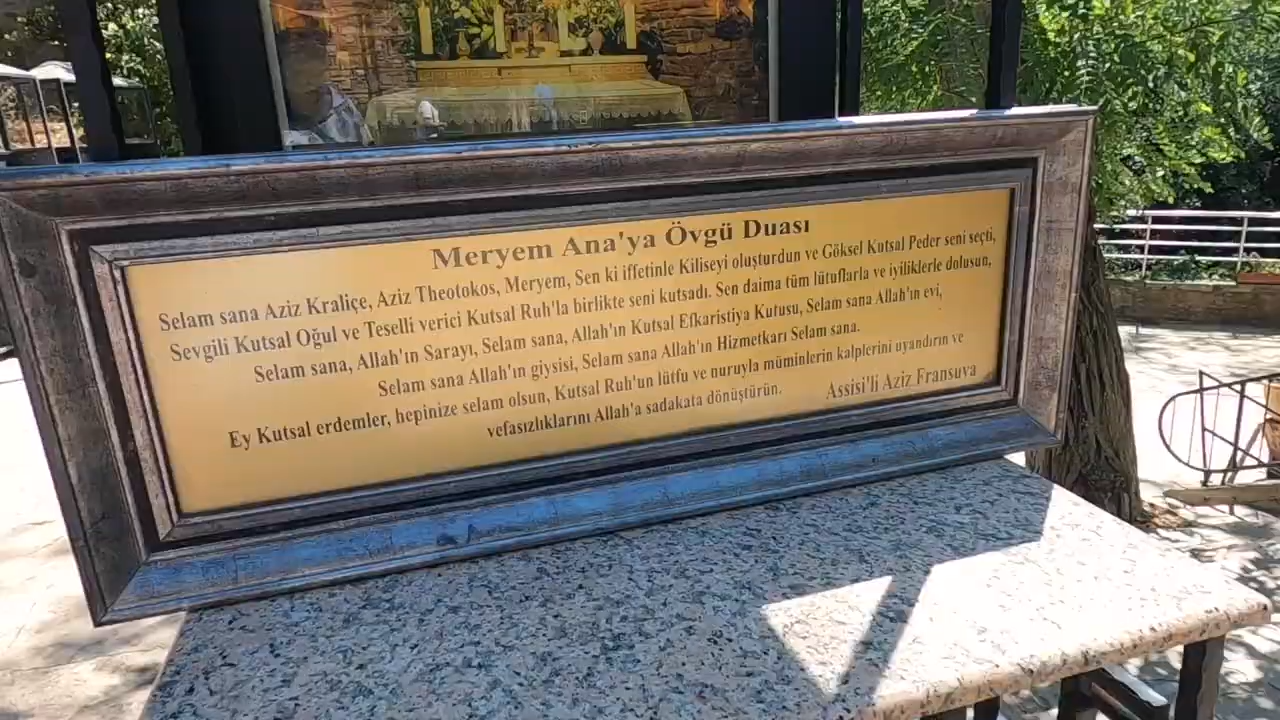 Meryem Ana'ya Övgü Duası
Selam sana Aziz Kraliçe, Aziz Theotokos, Meryem, Sen ki iffetinle Kiliseyi oluşturdun ve Göksel Kutsal Peder seni seçti,
Sevgili Kutsal Oğul ve Teselli verici Kutsal Ruh'la birlikte seni kutsadı. Sen daima tüm lütuflarla ve iyiliklerle dolusun,
Selam sana, Allah'ın Sarayı, Selam sana, Allah'ın Kutsal Efkaristiya Kutusu, Selam sana Allah'ın evi,
Selam sana Allah'ın giysisi, Selam sana Allah'ın Hizmetkarı Selam sana.
Ey Kutsal erdemler, hepinize selam olsun, Kutsal Ruh'un lütfu ve nuruyla müminlerin kalplerini uyandırın ve
vefasızlıklarını Allah'a sadakata dönüştürün.
Assisi'li Aziz Fransuva